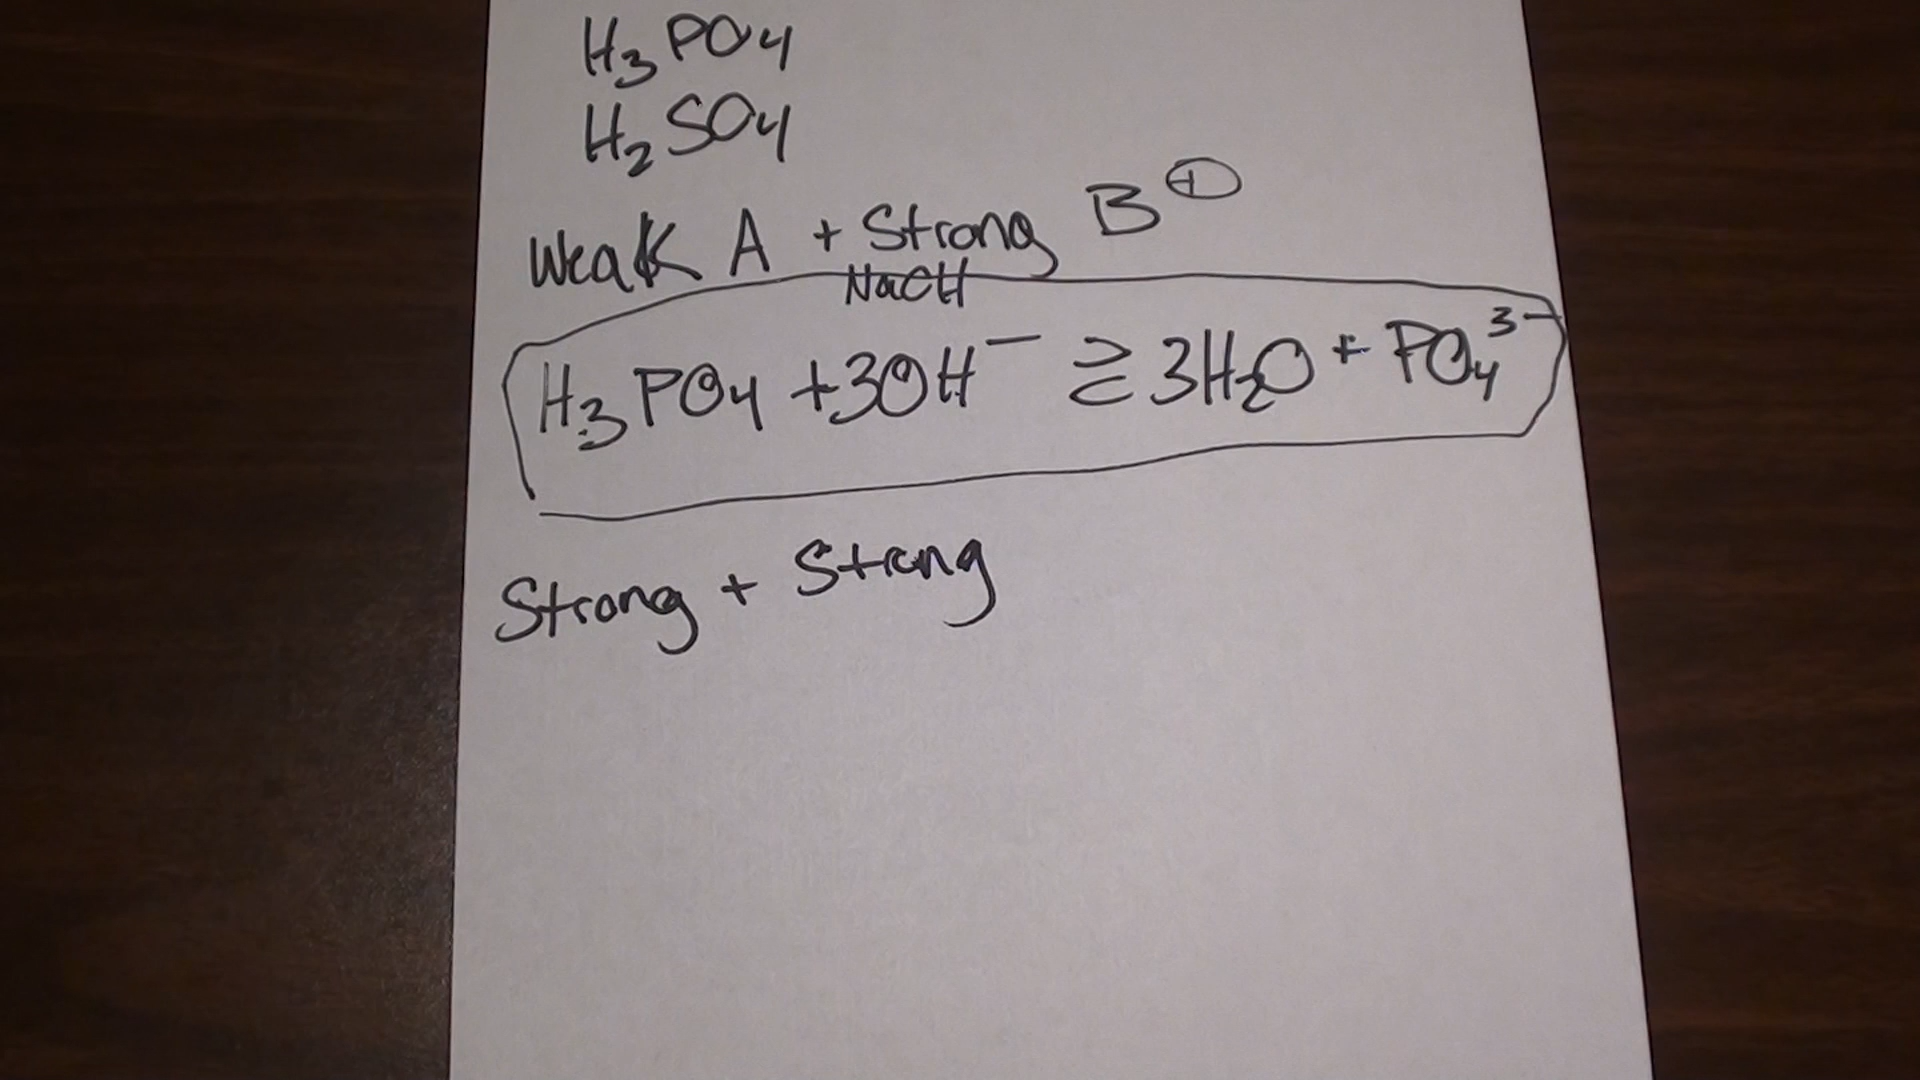 H₃PO₄
H₂SO₄
Weak A + Strong B⊕
NaOH
H₃PO₄ + 3OH⁻ ⇄ 3H₂O + PO₄³⁻
Strong + Strong